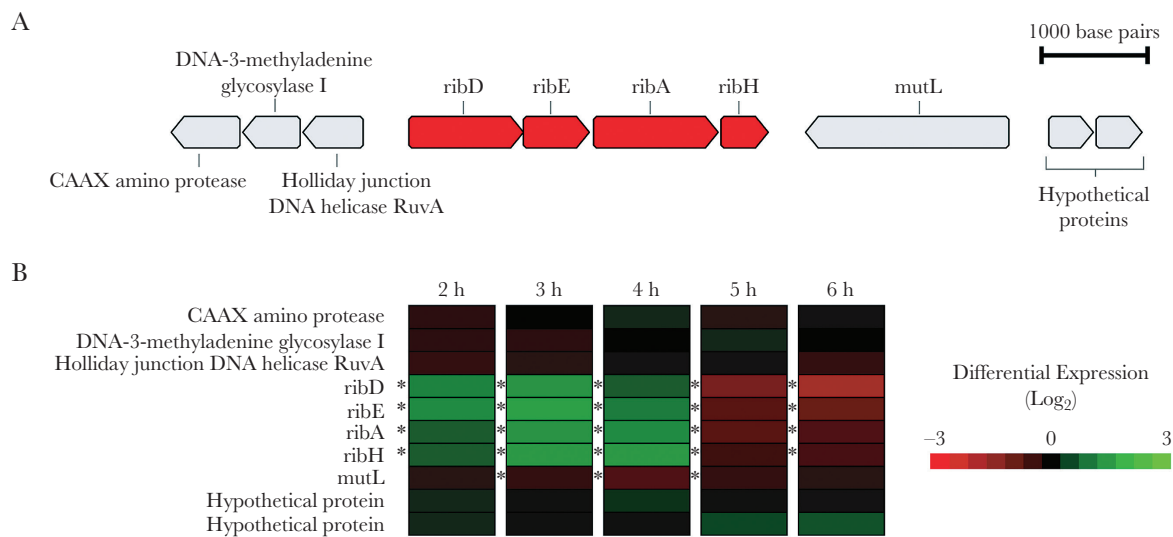 A
1000 base pairs
DNA-3-methyladenine
glycosylase I
ribD
ribE
ribA
ribH
mutL
CAAX amino protease
Holliday junction
DNA helicase RuvA
Hypothetical
proteins
B
2 h 3 h 4 h 5 h 6 h
CAAX amino protease
DNA-3-methyladenine glycosylase I
Holliday junction DNA helicase RuvA
ribD * * * * *
ribE * * * * *
ribA * * * * *
ribH * * * * *
mutL * * *
Hypothetical protein
Hypothetical protein
Differential Expression
(Log2)
−3 0 3